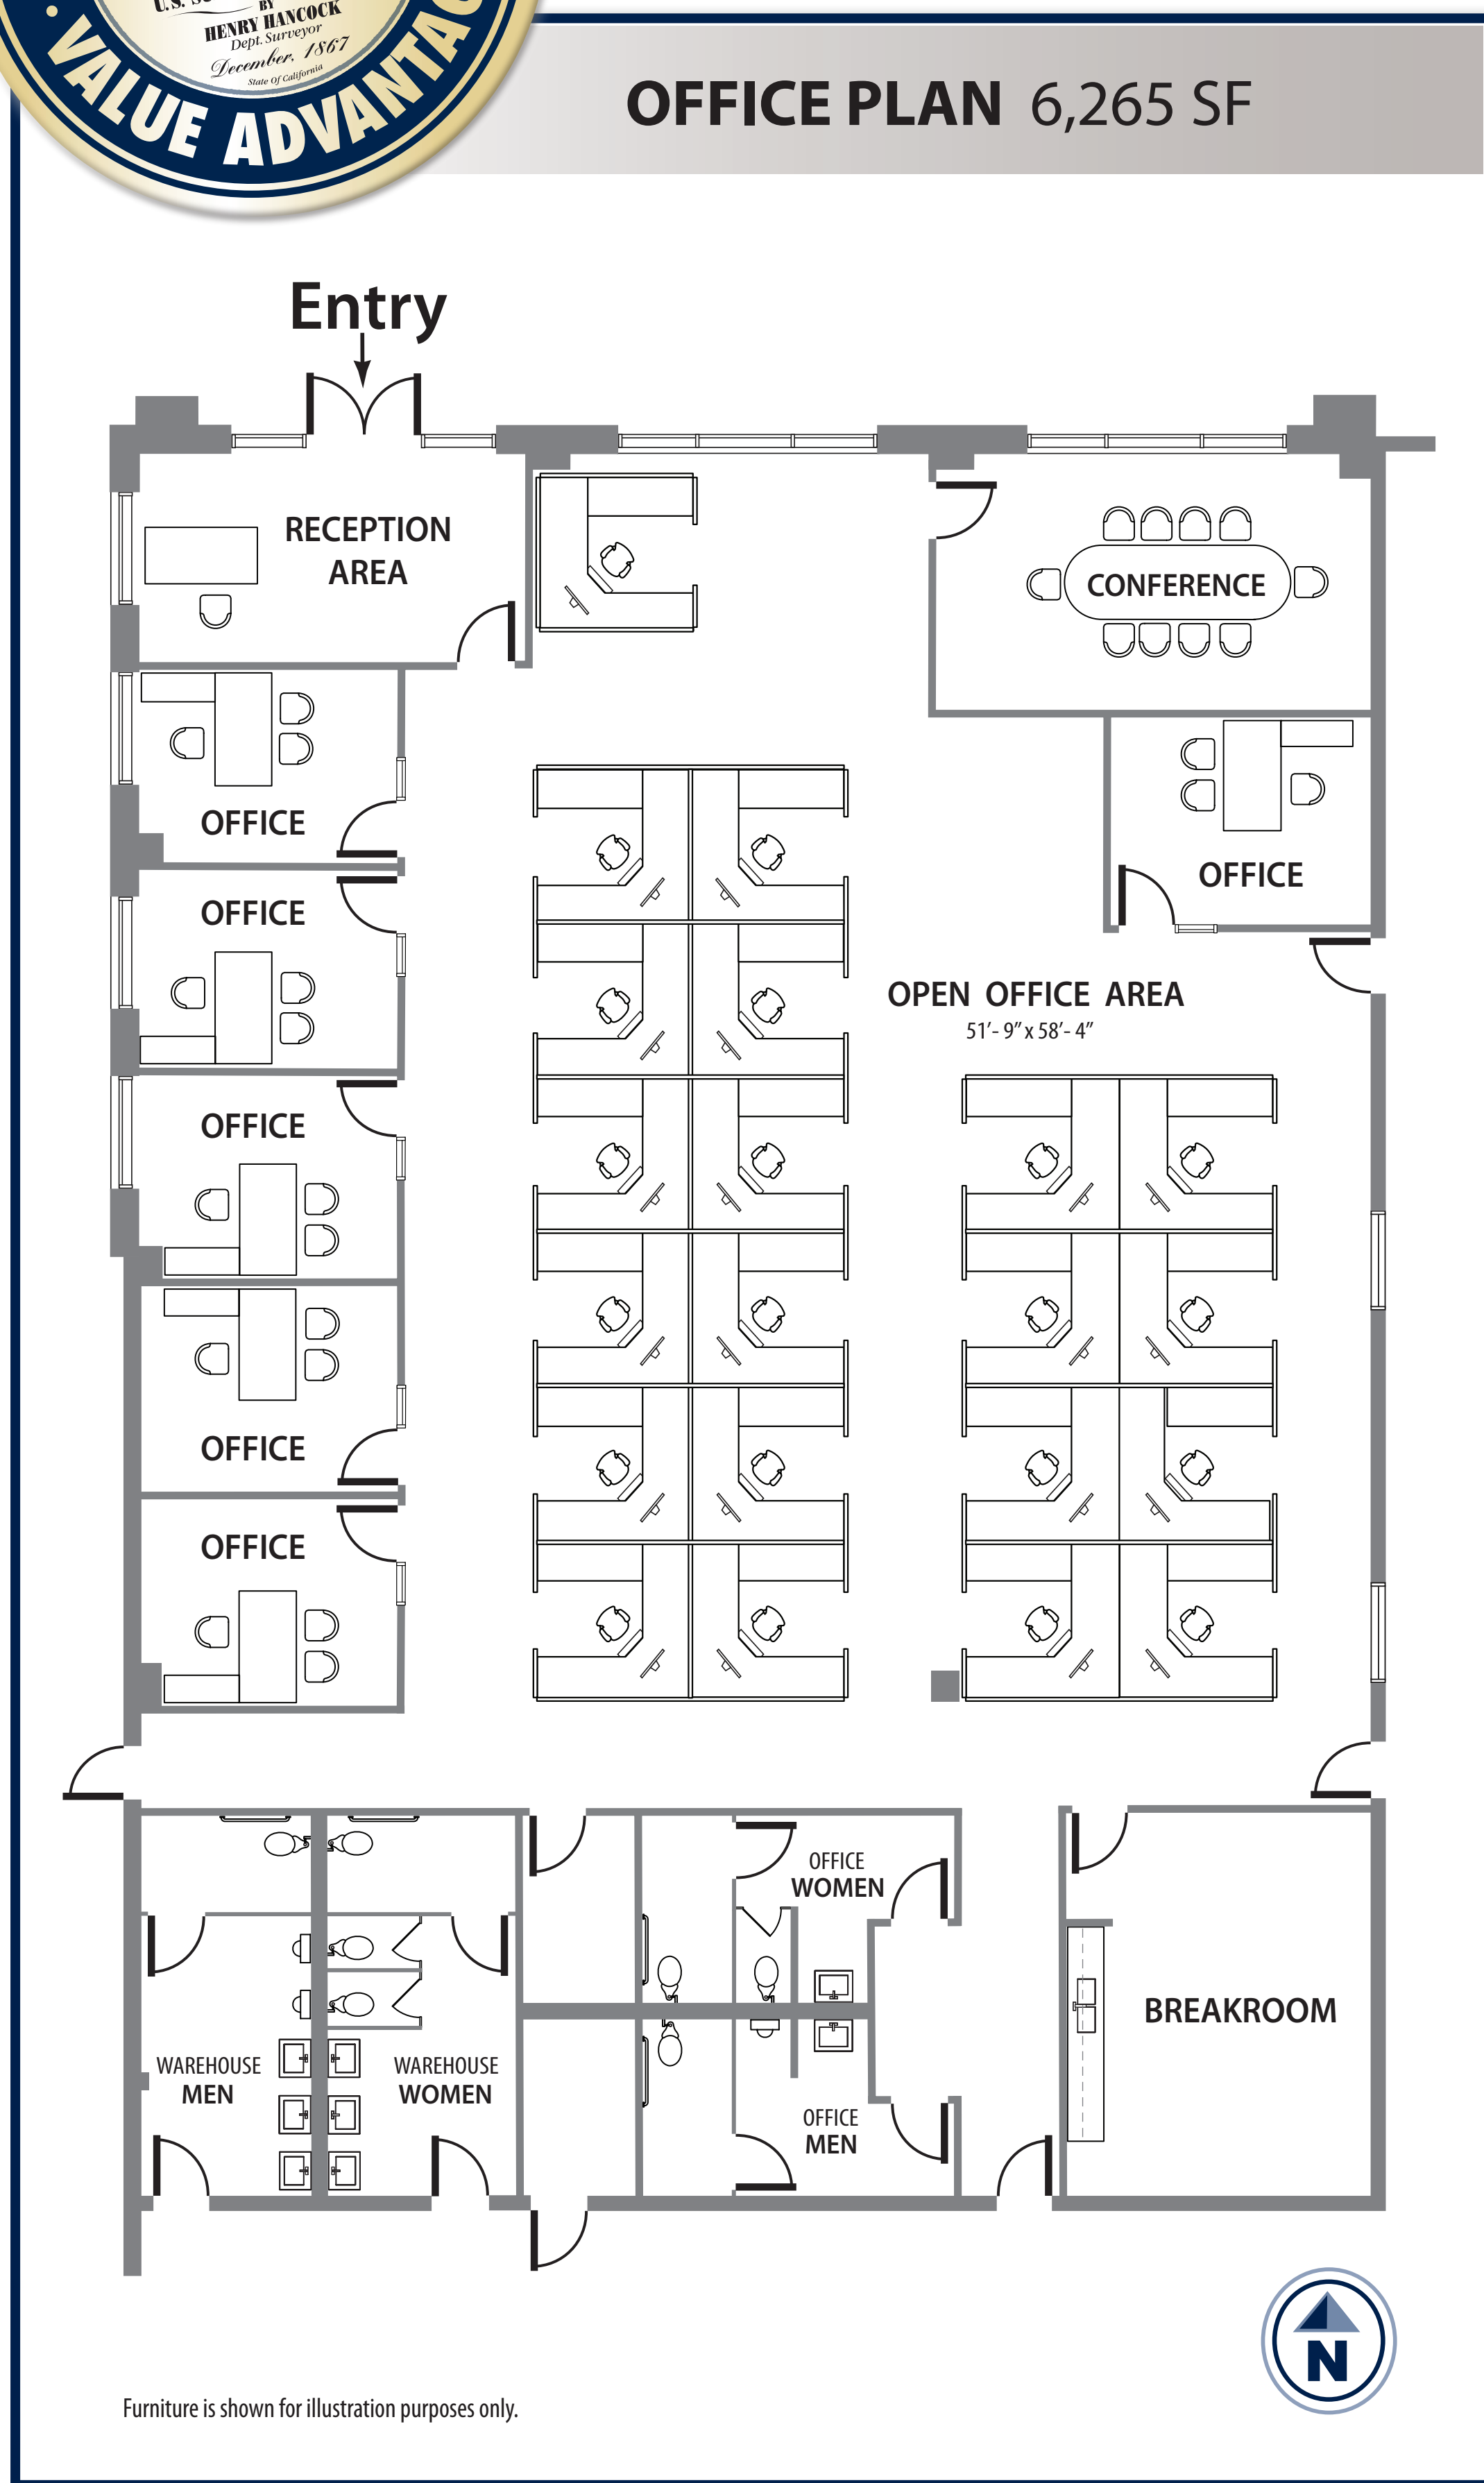 BY
HENRY HANCOCK
Dept. Surveyor
December, 1867
State Of California
VALUE
OFFICE PLAN 6,265 SF
Entry
RECEPTION
AREA
CONFERENCE
OFFICE
OFFICE
OFFICE
OPEN OFFICE AREA
51'- 9" x 58'- 4"
OFFICE
OFFICE
OFFICE
OFFICE
WOMEN
BREAKROOM
WAREHOUSE
MEN
WAREHOUSE
WOMEN
OFFICE
MEN
N
Furniture is shown for illustration purposes only.